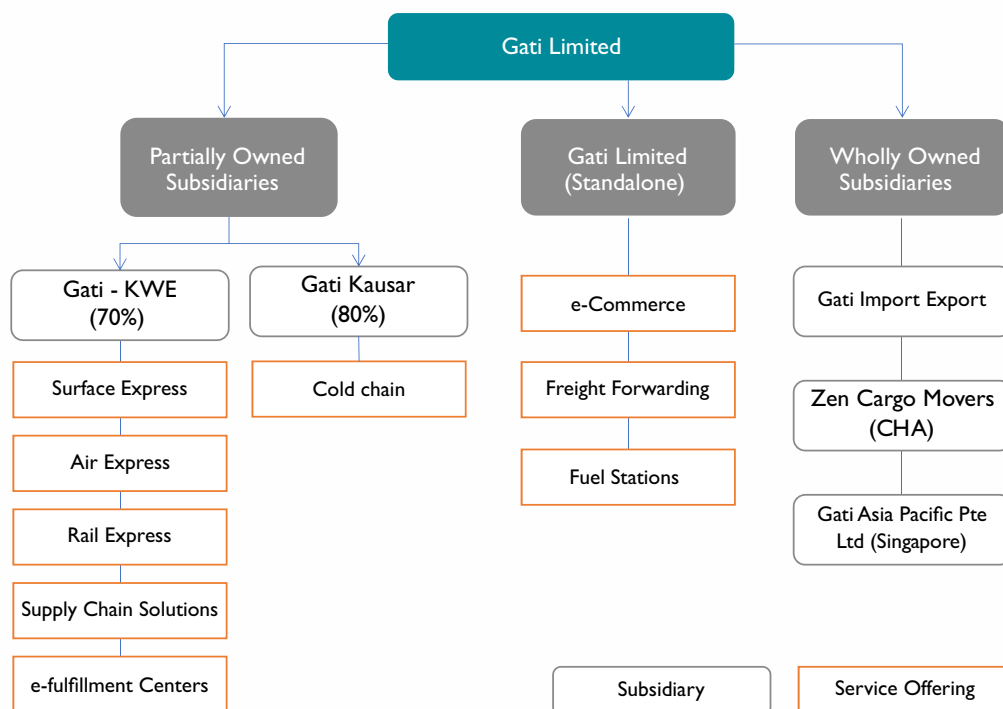 Gati Limited
Partially Owned
Subsidiaries
Gati Limited
(Standalone)
Wholly Owned
Subsidiaries
Gati - KWE
(70%)
Gati Kausar
(80%)
Surface Express
Air Express
Rail Express
Supply Chain Solutions
e-fulfillment Centers
Cold chain
e-Commerce
Freight Forwarding
Fuel Stations
Gati Import Export
Zen Cargo Movers
(CHA)
Gati Asia Pacific Pte
Ltd (Singapore)
Subsidiary
Service Offering